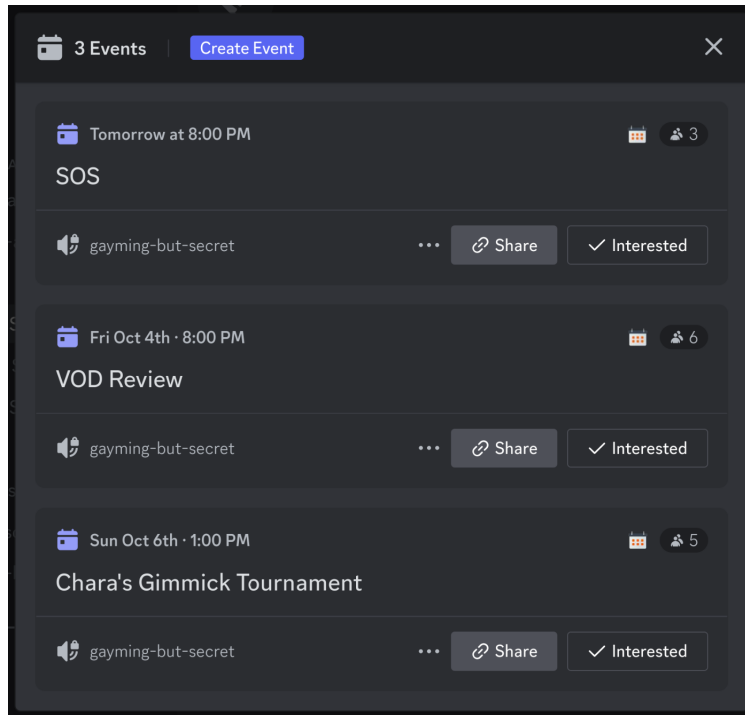 3 Events
Create Event
Tomorrow at 8:00 PM
3
SOS
gayming-but-secret
Share
Interested
Fri Oct 4th · 8:00 PM
6
VOD Review
gayming-but-secret
Share
Interested
Sun Oct 6th · 1:00 PM
5
Chara's Gimmick Tournament
gayming-but-secret
Share
Interested